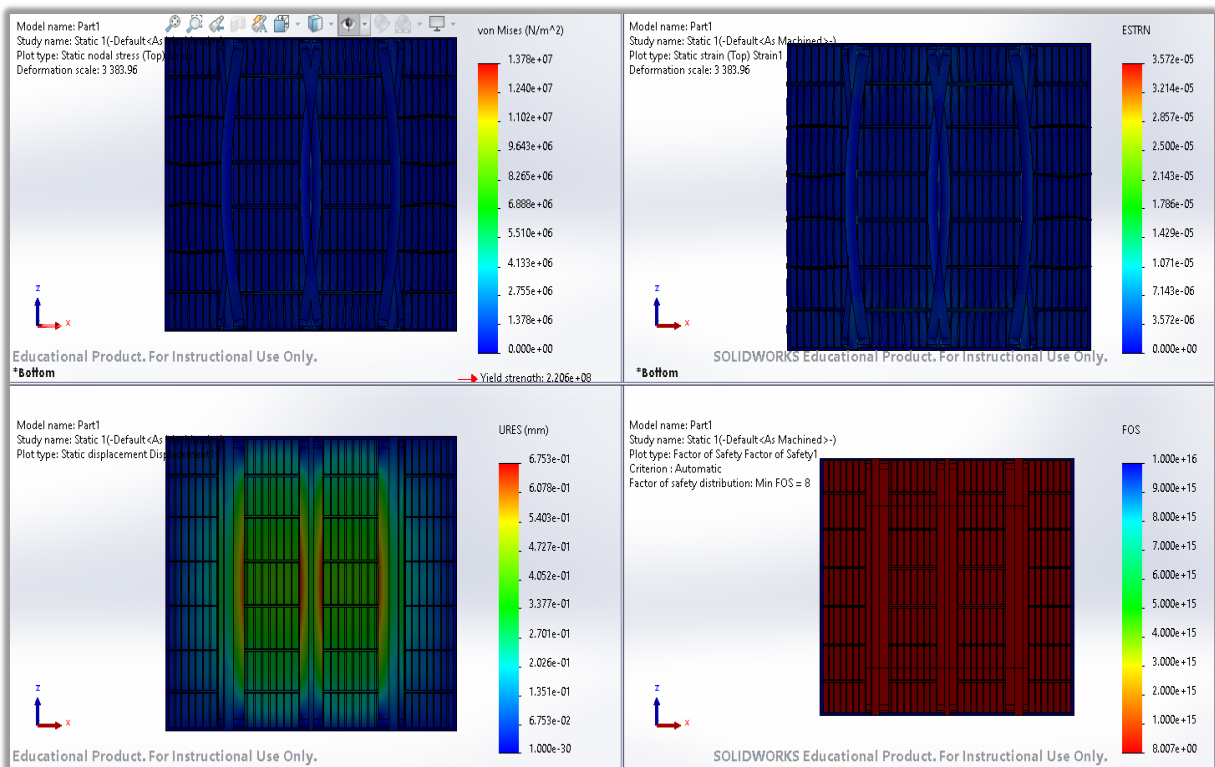 Model name: Part1
Study name: Static 1(-Default<As
Plot type: Static nodal stress (Top)
Deformation scale: 3 383.96
von Mises (N/m^2)
1.378e+07
1.240e+07
1.102e+07
9.643e+06
8.265e+06
6.888e+06
5.510e+06
4.133e+06
2.755e+06
1.378e+06
0.000e+00
Yield strength: 2.206e+08
z
x
Educational Product. For Instructional Use Only.
*Bottom
Model name: Part1
Study name: Static 1(-Default<As Machined>-)
Plot type: Static strain (Top) Strain1
Deformation scale: 3 383.96
ESTRN
3.572e-05
3.214e-05
2.857e-05
2.500e-05
2.143e-05
1.786e-05
1.429e-05
1.071e-05
7.143e-06
3.572e-06
0.000e+00
z
x
SOLIDWORKS Educational Product. For Instructional Use Only.
*Bottom
Model name: Part1
Study name: Static 1(-Default<As
Plot type: Static displacement
URES (mm)
6.753e-01
6.078e-01
5.403e-01
4.727e-01
4.052e-01
3.377e-01
2.701e-01
2.026e-01
1.351e-01
6.753e-02
1.000e-30
z
x
Educational Product. For Instructional Use Only.
Model name: Part1
Study name: Static 1(-Default<As Machined>-)
Plot type: Factor of Safety Factor of Safety1
Criterion : Automatic
Factor of safety distribution: Min FOS = 8
FOS
1.000e+16
9.000e+15
8.000e+15
7.000e+15
6.000e+15
5.000e+15
4.000e+15
3.000e+15
2.000e+15
1.000e+15
8.007e+00
z
x
SOLIDWORKS Educational Product. For Instructional Use Only.